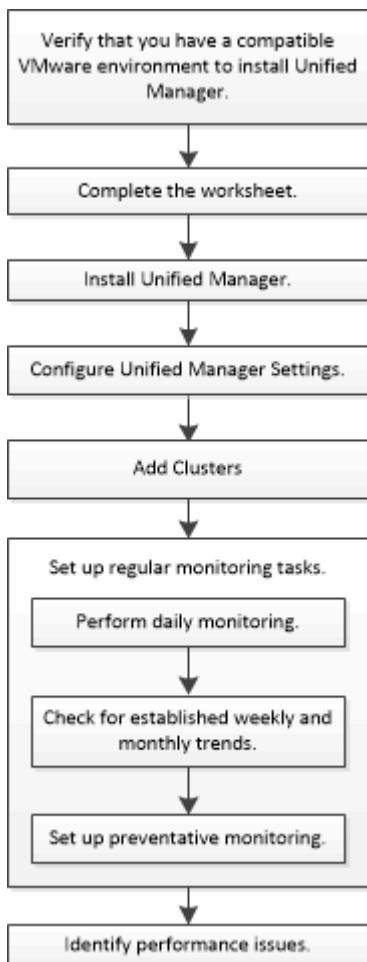 Verify that you have a compatible
VMware environment to install Unified
Manager.
Complete the worksheet.
Install Unified Manager.
Configure Unified Manager Settings.
Add Clusters
Set up regular monitoring tasks.
Perform daily monitoring.
Check for established weekly and
monthly trends.
Set up preventative monitoring.
Identify performance issues.